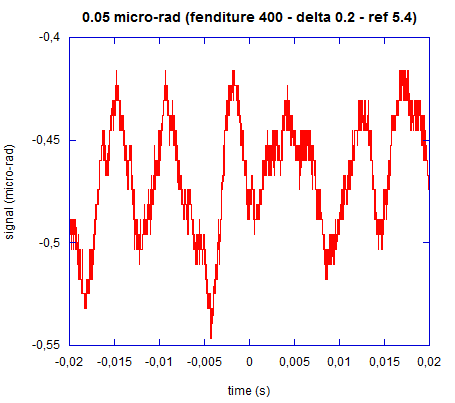 0.05 micro-rad (fenditure 400 - delta 0.2 - ref 5.4)
-0,4
-0,45
-0,5
-0,55
signal (micro-rad)
-0,02 -0,015 -0,01 -0,005 0 0,005 0,01 0,015 0,02
time (s)